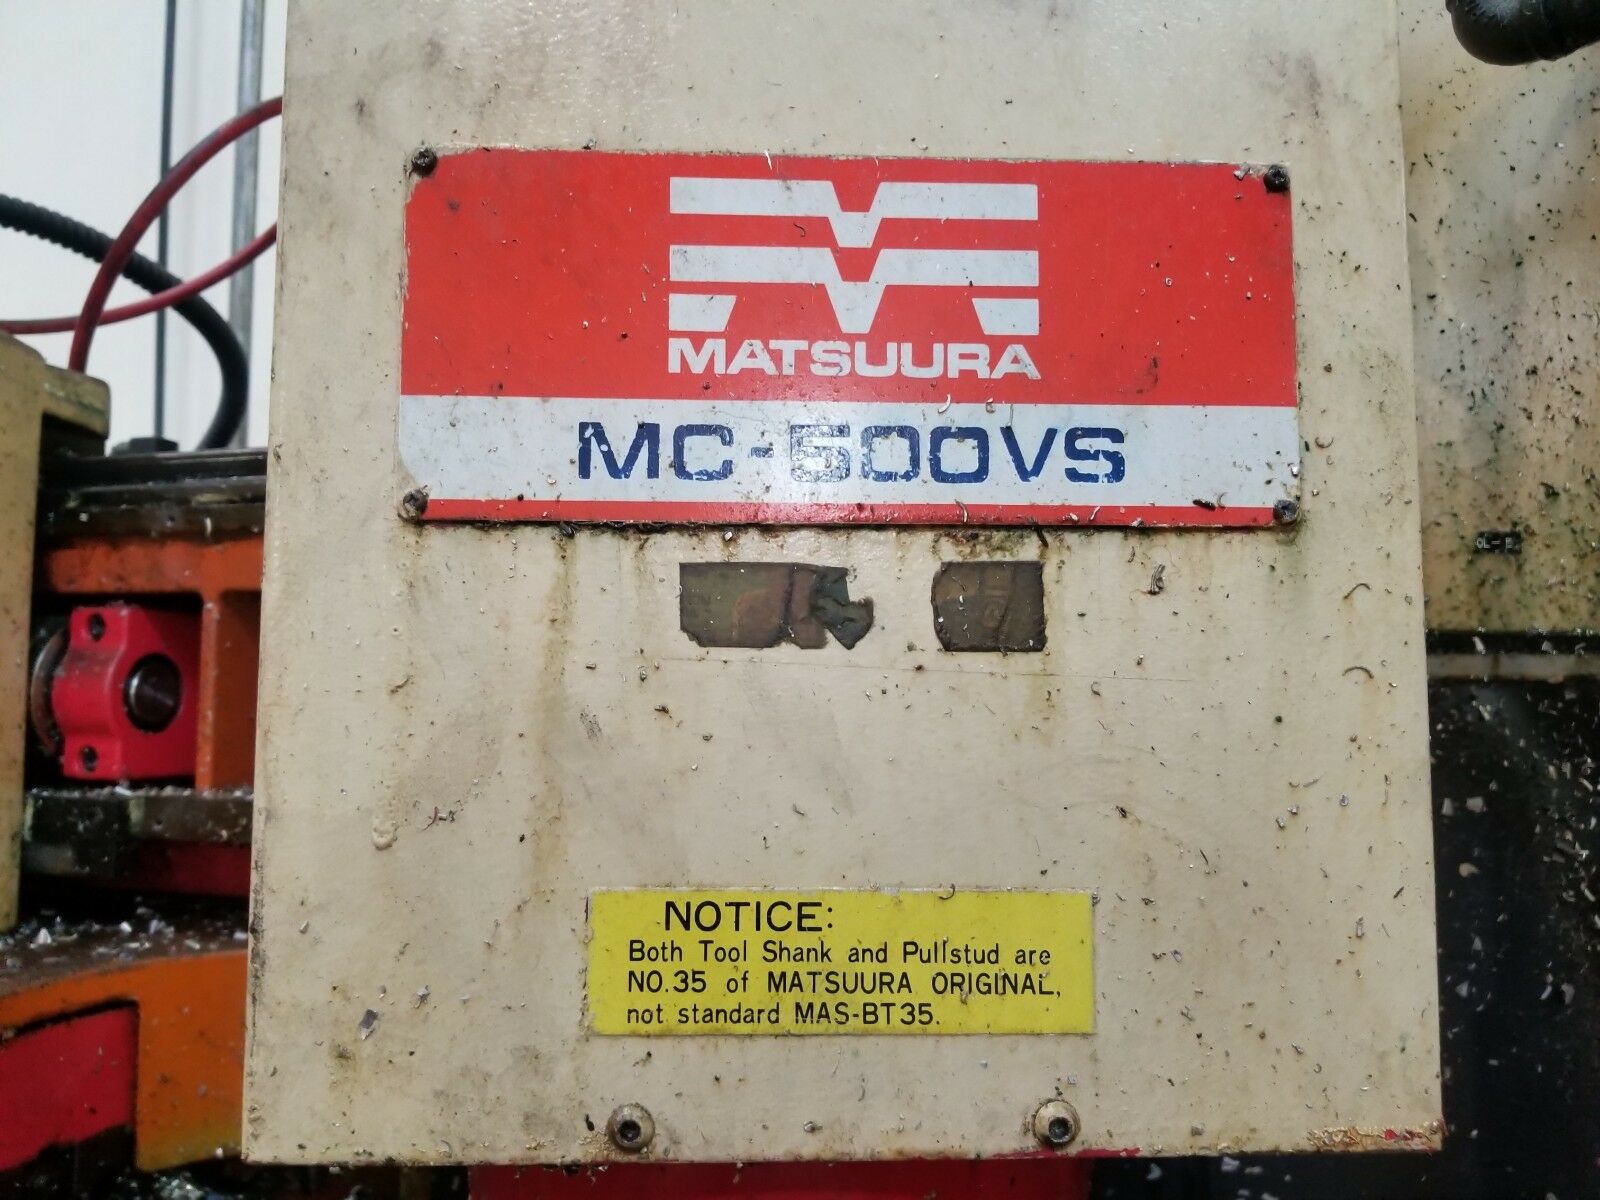 MATSUURA
MC-500VS
NOTICE:
Both Tool Shank and Pullstud are
NO.35 of MATSUURA ORIGINAL,
not standard MAS-BT35.